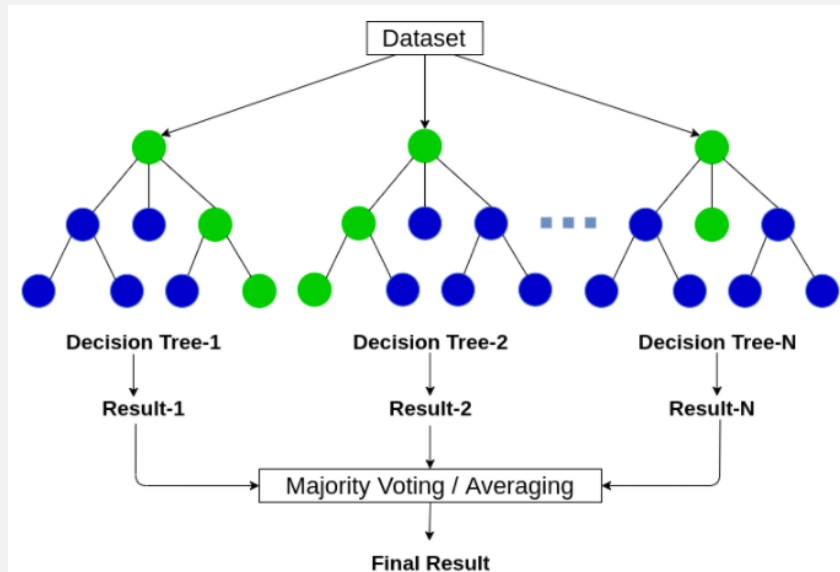 Dataset
Decision Tree-1
Decision Tree-2
Decision Tree-N
Result-1
Result-2
Result-N
Majority Voting / Averaging
Final Result